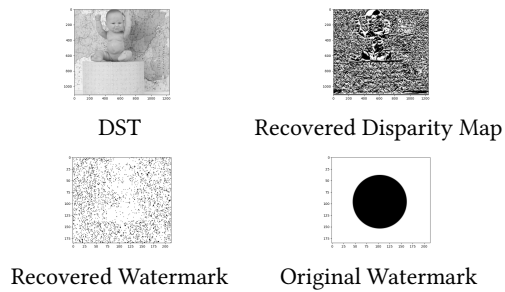 DST
Recovered Disparity Map
Recovered Watermark
Original Watermark